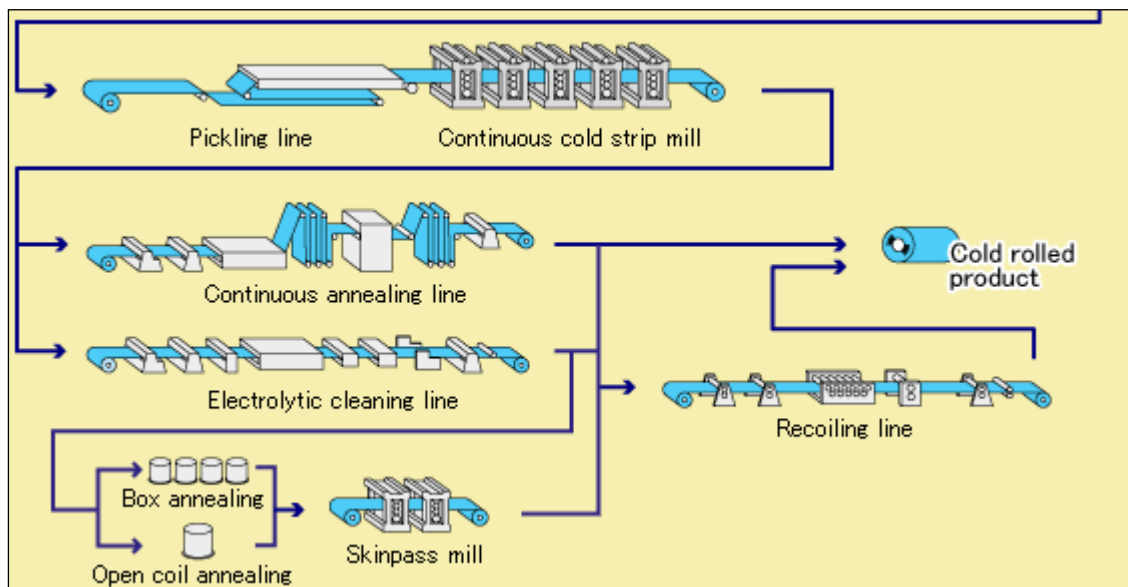 Pickling line
Continuous cold strip mill
Continuous annealing line
Cold rolled
product
Electrolytic cleaning line
Recoiling line
Box annealing
Open coil annealing
Skinpass mill